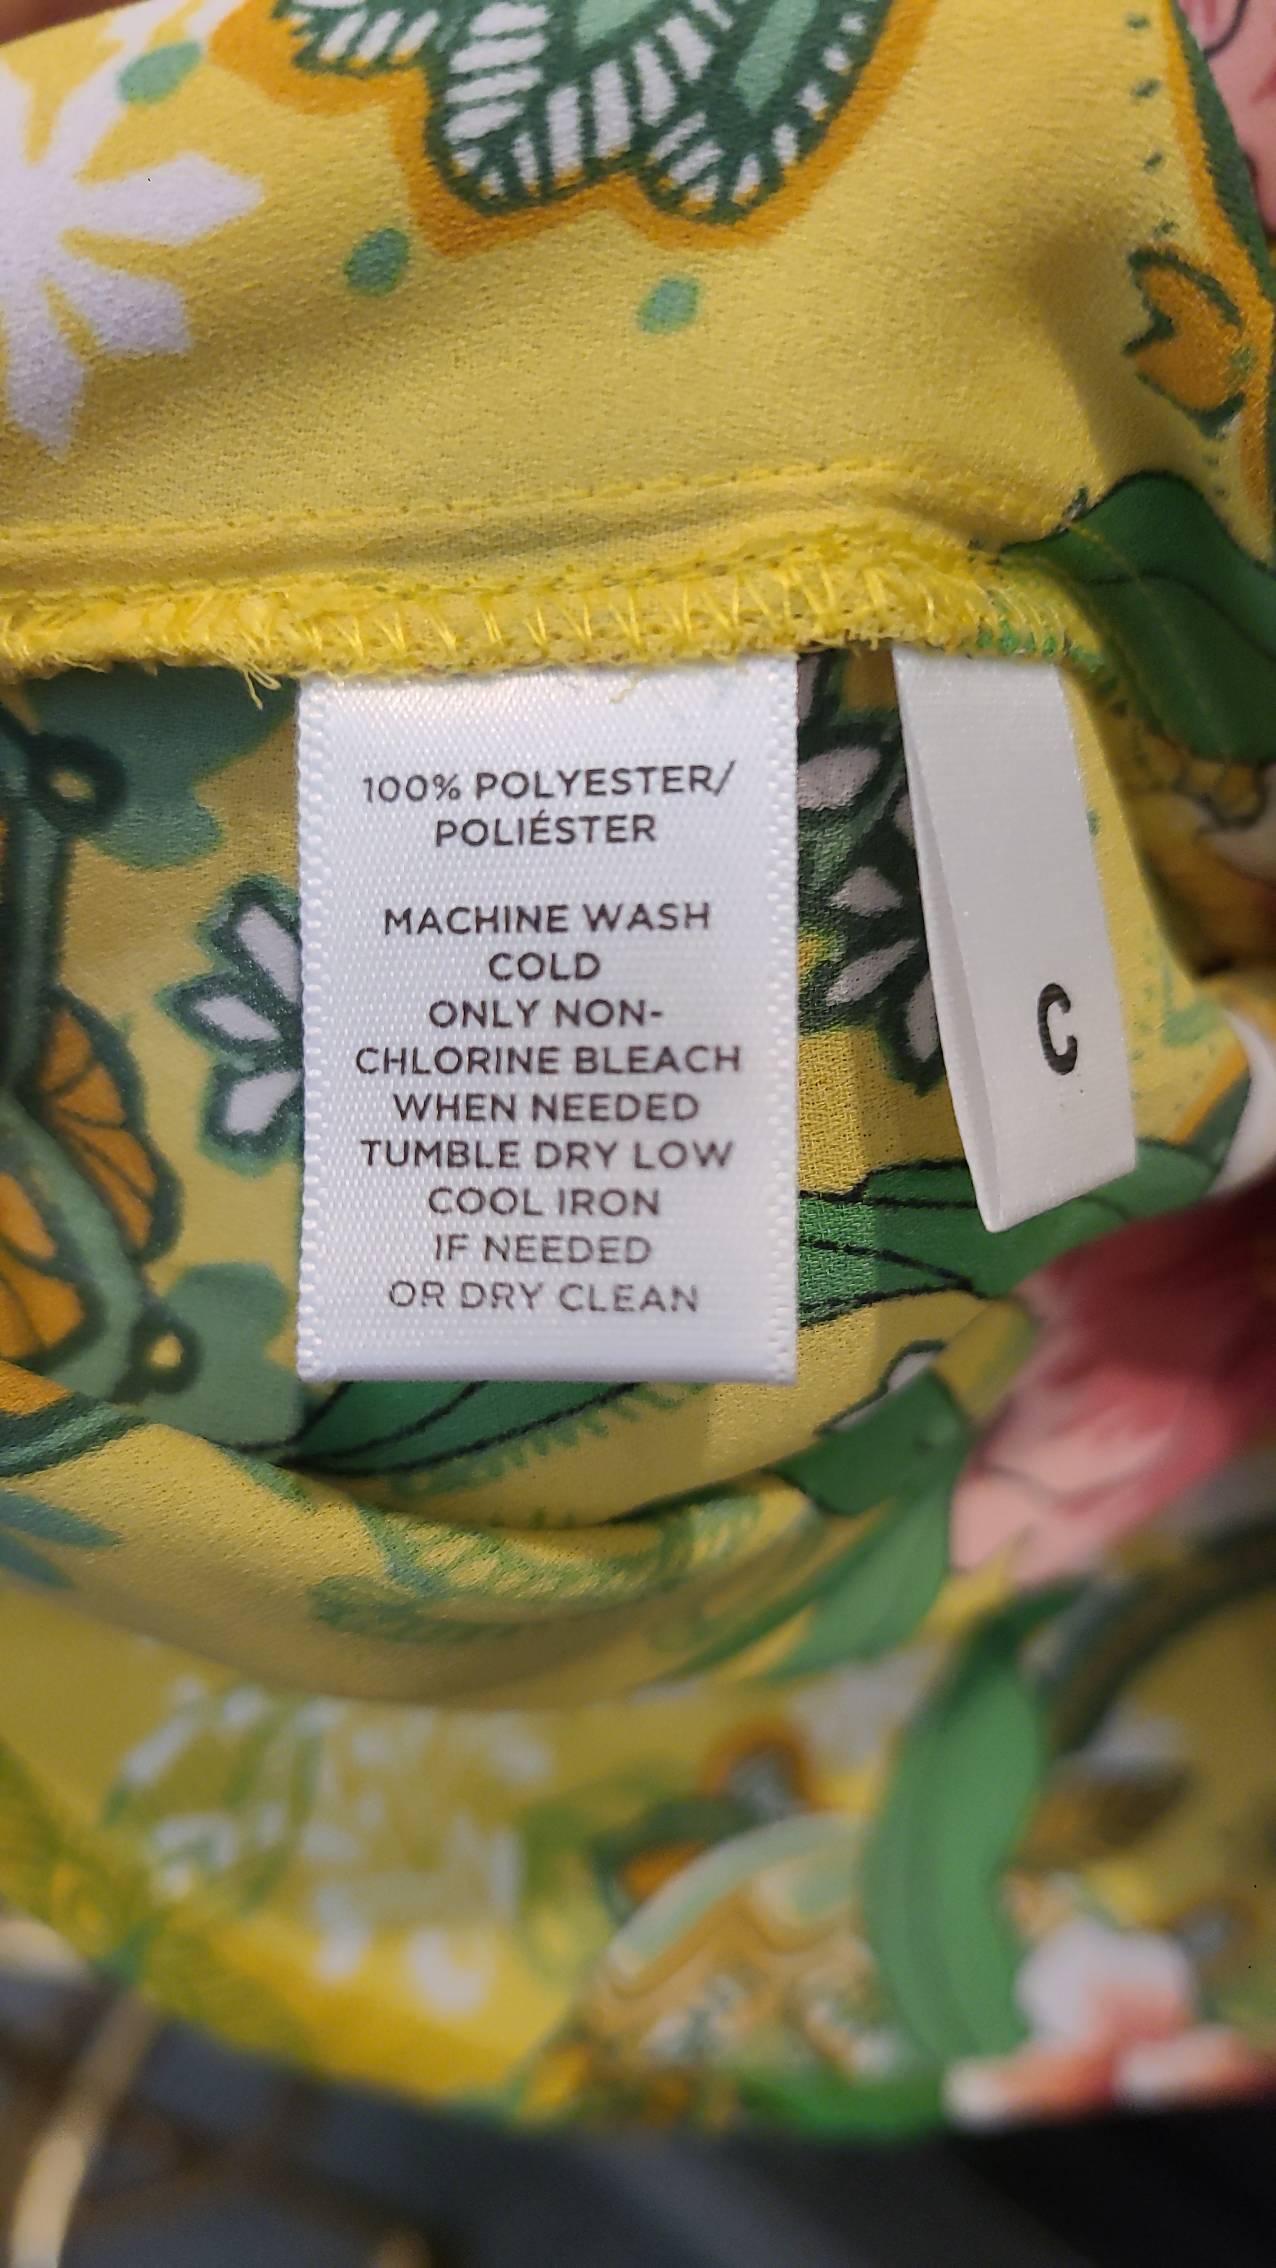 100% POLYESTER/
POLIÉSTER
MACHINE WASH
COLD
ONLY NON-
CHLORINE BLEACH
WHEN NEEDED
TUMBLE DRY LOW
COOL IRON
IF NEEDED
OR DRY CLEAN
C